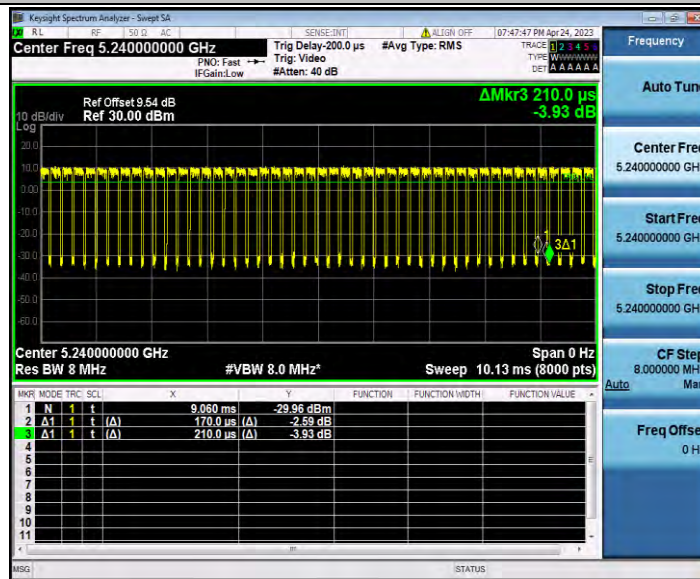 Keysight Spectrum Analyzer - Swept SA
RL RF 50 Ω AC SENSE:INT ALIGN OFF 07:47:47 PM Apr 24, 2023
Center Freq 5.240000000 GHz
PNO: Fast
IFGain:Low
Trig Delay-200.0 µs
Trig: Video
#Atten: 40 dB
#Avg Type: RMS
TRACE 1 2 3 4 5 6
TYPE W
DET A A A A A A
Frequency
Ref Offset 9.54 dB
10 dB/div Ref 30.00 dBm
Log
ΔMkr3 210.0 µs
-3.93 dB
20.0
10.0
0.00
-10.0
-20.0
-30.0
-40.0
-50.0
-60.0
1
3Δ1
Center 5.240000000 GHz Span 0 Hz
Res BW 8 MHz #VBW 8.0 MHz* Sweep 10.13 ms (8000 pts)
MKR MODE TRC SCL X Y FUNCTION FUNCTION WIDTH FUNCTION VALUE
1 N 1 t 9.060 ms -29.96 dBm
2 Δ1 1 t (Δ) 170.0 µs (Δ) -2.59 dB
3 Δ1 1 t (Δ) 210.0 µs (Δ) -3.93 dB
4
5
6
7
8
9
10
11
Auto Tun
Center Fre
5.240000000 GH
Start Fre
5.240000000 GH
Stop Fre
5.240000000 GH
CF Step
8.000000 MH
Auto Ma
Freq Offse
0 H
MSG STATUS